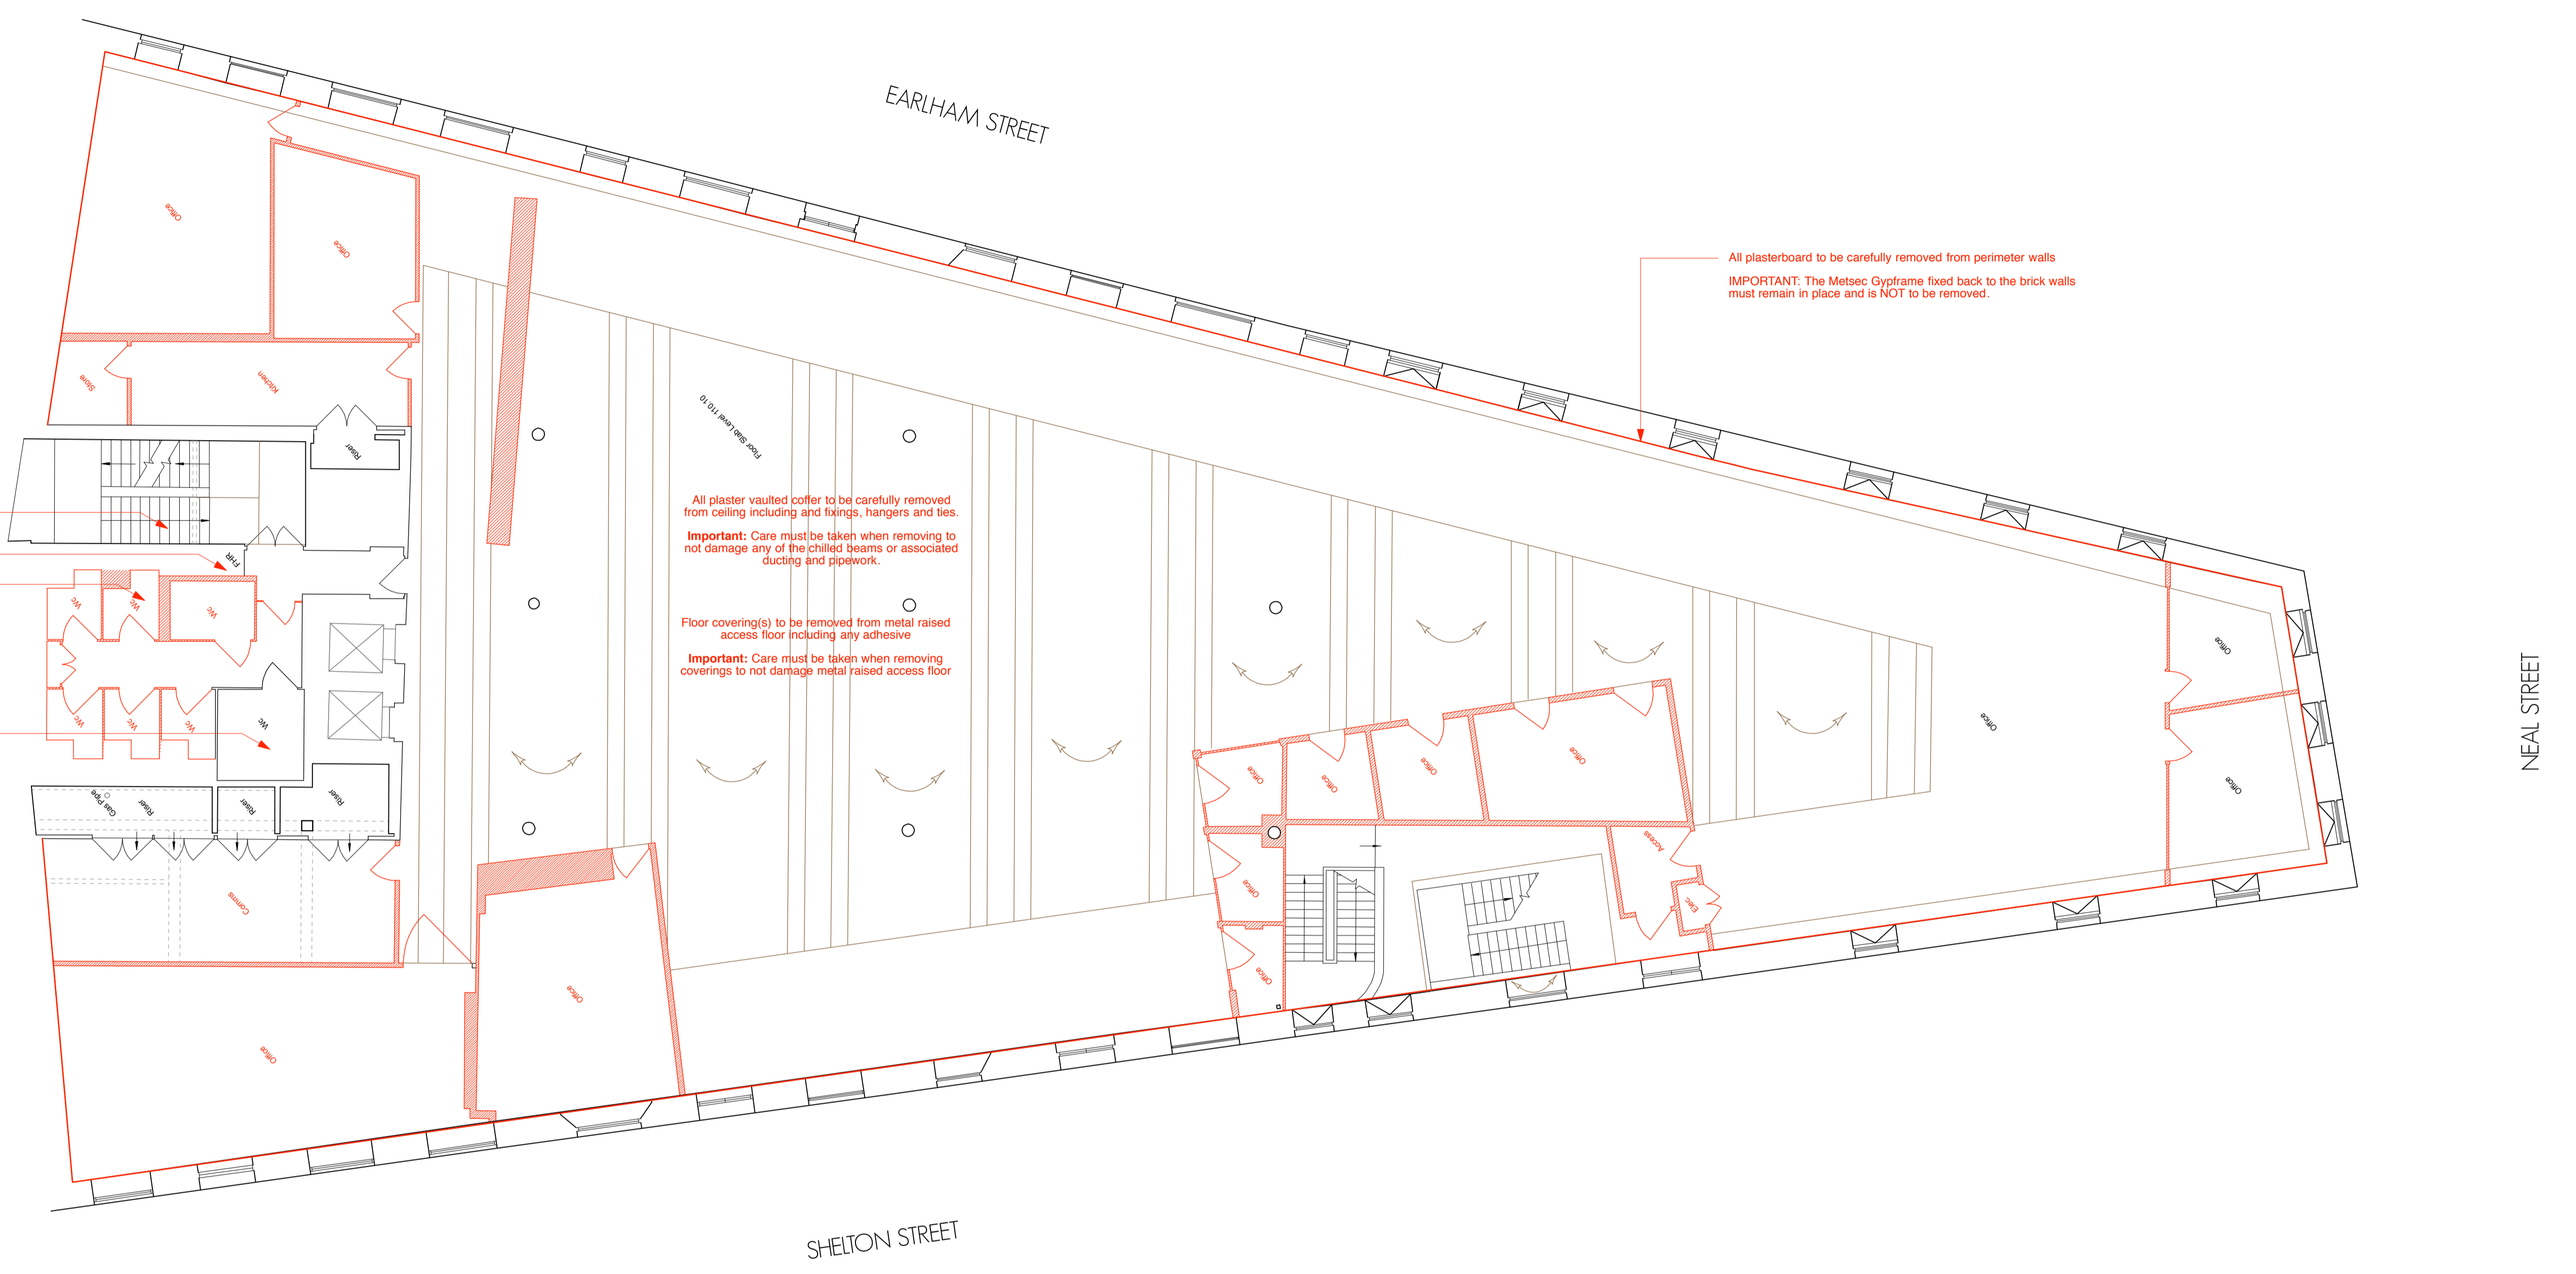 EARLHAM STREET
All plasterboard to be carefully removed from perimeter walls
IMPORTANT: The Metsec Gypframe fixed back to the brick walls
must remain in place and is NOT to be removed.
Office
Office
Store
Kitchen
Riser
Floor Slab Level 110.10
All plaster vaulted coffer to be carefully removed
from ceiling including and fixings, hangers and ties.
Important: Care must be taken when removing to
not damage any of the chilled beams or associated
ducting and pipework.
FHR
Wc
Wc
Wc
Floor covering(s) to be removed from metal raised
access floor including any adhesive
Important: Care must be taken when removing
coverings to not damage metal raised access floor
Office
NEAL STREET
Wc
Wc
Wc
Wc
Office
Office
Office
Office
Office
Office
Gas Pipe
Riser
Riser
Riser
Access
Comms
Office
Elec
Office
Office
Office
SHELTON STREET